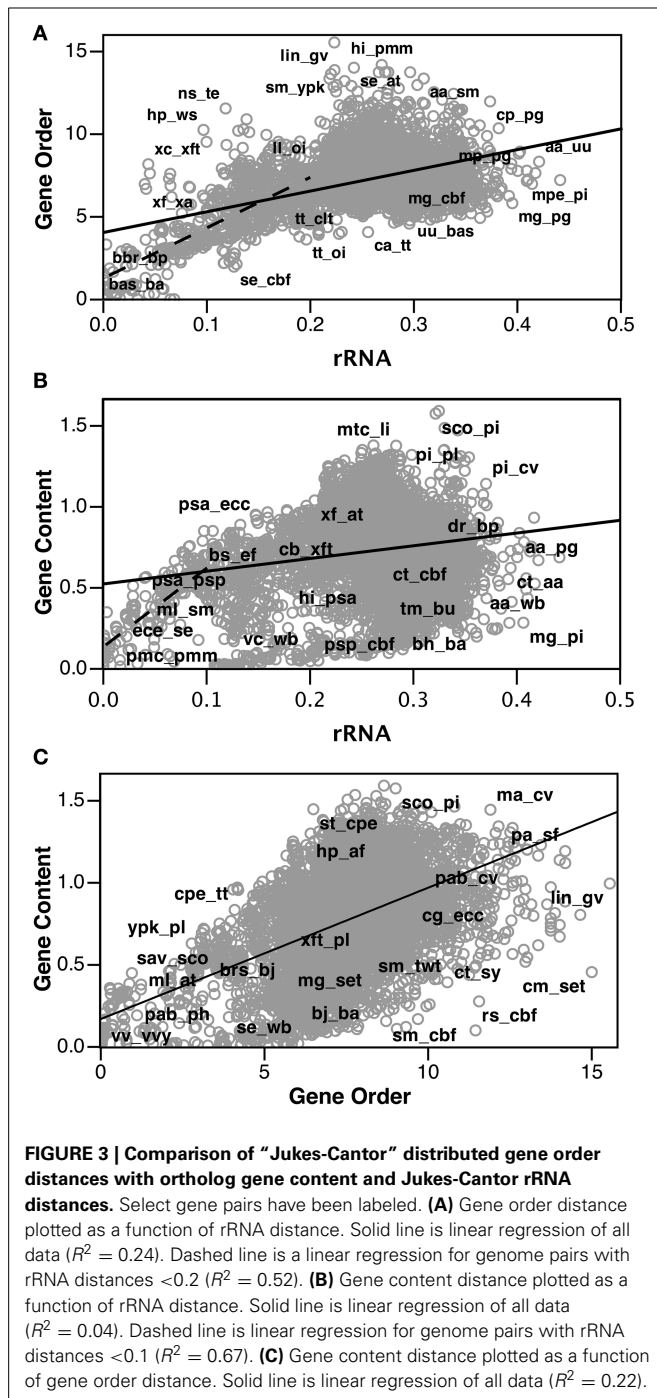 A
15
10
5
0
Gene Order
lin_gv
hi_pmm
ns_te
sm_ypk
se_at
aa_sm
hp_ws
cp_pg
xc_xft
ll_oi
mp_pg
aa_uu
xf_xa
mg_cbf
mpe_pi
tt_clt
uu_bas
mg_pg
bbr_bp
tt_oi
ca_tt
bas_ba
se_cbf
0.0 0.1 0.2 0.3 0.4 0.5
rRNA
B
1.5
1.0
0.5
0.0
Gene Content
mtc_li
sco_pi
pi_pl
pi_cv
psa_ecc
xf_at
dr_bp
bs_ef
cb_xft
aa_pg
psa_psp
ct_cbf
ct_aa
ml_sm
hi_psa
tm_bu
aa_wb
ece_se
vc_wb
psp_cbf
bh_ba
mg_pi
pmc_pmm
0.0 0.1 0.2 0.3 0.4 0.5
rRNA
C
1.5
1.0
0.5
0.0
Gene Content
sco_pi
ma_cv
st_cpe
pa_sf
hp_af
cpe_tt
pab_cv
lin_gv
ypk_pl
cg_ecc
xft_pl
sav_sco
brs_bj
sm_twt
ct_sy
ml_at
mg_set
cm_set
pab_ph
bj_ba
rs_cbf
vv_vvy
se_wb
sm_cbf
0 5 10 15
Gene Order
FIGURE 3 | Comparison of “Jukes-Cantor” distributed gene order
distances with ortholog gene content and Jukes-Cantor rRNA
distances. Select gene pairs have been labeled. (A) Gene order distance
plotted as a function of rRNA distance. Solid line is linear regression of all
data (R² = 0.24). Dashed line is a linear regression for genome pairs with
rRNA distances <0.2 (R² = 0.52). (B) Gene content distance plotted as a
function of rRNA distance. Solid line is linear regression of all data
(R² = 0.04). Dashed line is linear regression for genome pairs with rRNA
distances <0.1 (R² = 0.67). (C) Gene content distance plotted as a function
of gene order distance. Solid line is linear regression of all data (R² = 0.22).